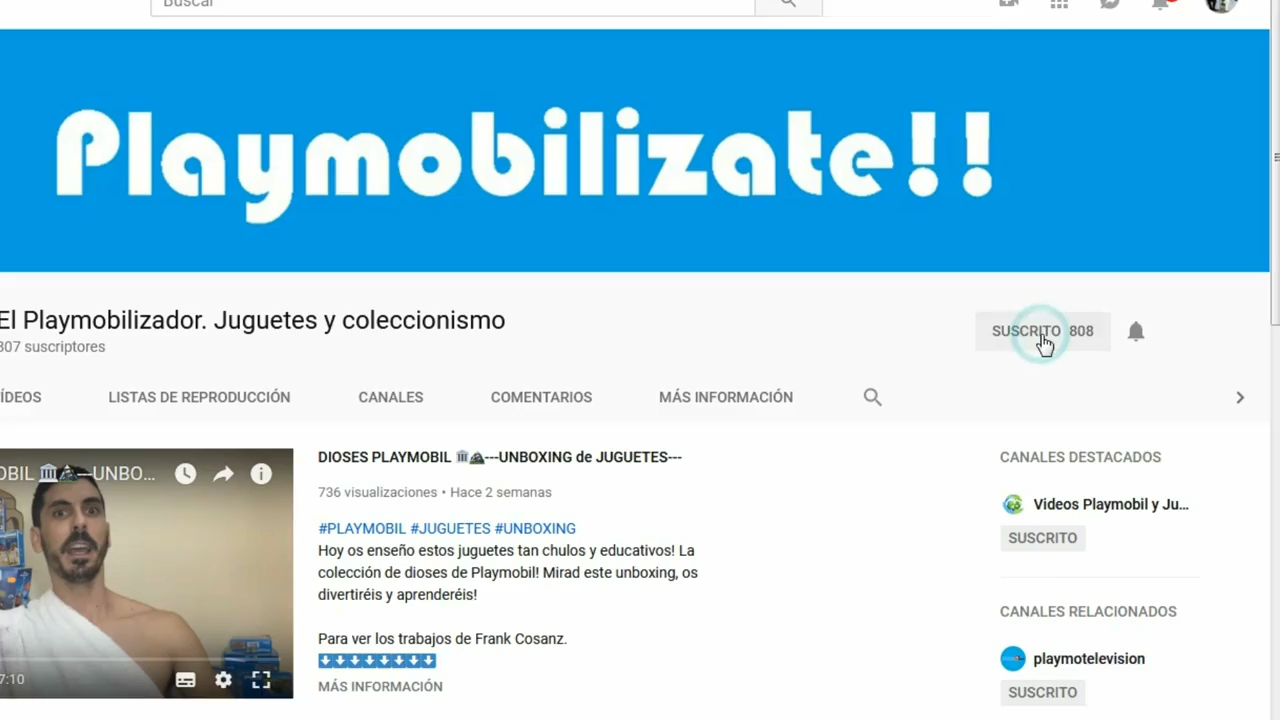 Buscar
Playmobilizate!!
El Playmobilizador. Juguetes y coleccionismo
SUSCRITO 808
807 suscriptores
LISTAS DE REPRODUCCIÓN
CANALES
COMENTARIOS
MÁS INFORMACIÓN
UNBO...
DIOSES PLAYMOBIL 🏛️🏔️---UNBOXING de JUGUETES---
736 visualizaciones • Hace 2 semanas
#PLAYMOBIL #JUGUETES #UNBOXING
Hoy os enseño estos juguetes tan chulos y educativos! La
colección de dioses de Playmobil! Mirad este unboxing, os
divertiréis y aprenderéis!
Para ver los trabajos de Frank Cosanz.
⬇⬇⬇⬇⬇⬇⬇⬇
MÁS INFORMACIÓN
7:10
CANALES DESTACADOS
Videos Playmobil y Ju...
SUSCRITO
CANALES RELACIONADOS
playmotelevision
SUSCRITO